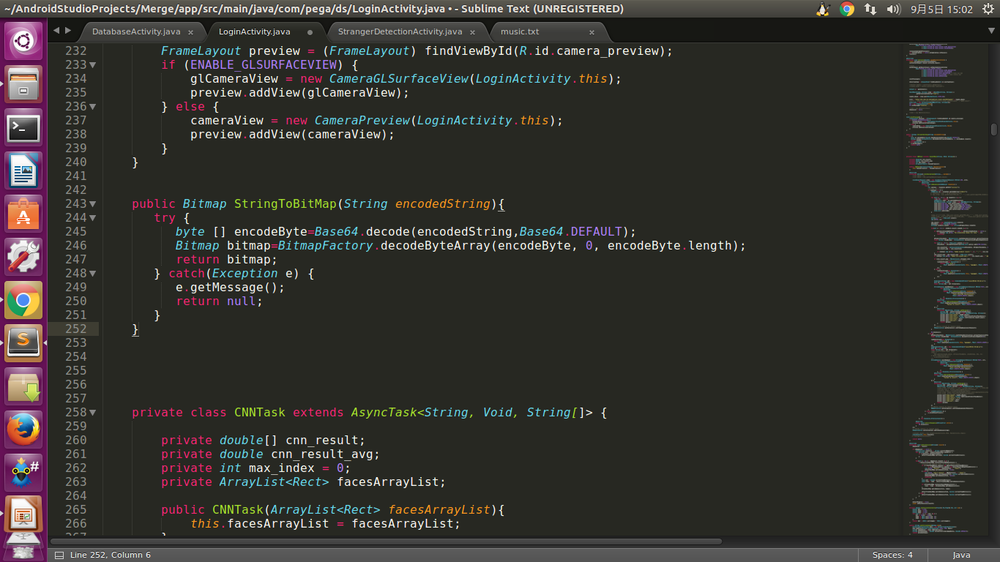 ~/AndroidStudioProjects/Merge/app/src/main/java/com/pega/ds/LoginActivity.java • - Sublime Text (UNREGISTERED)
9月5日 15:02
DatabaseActivity.java ×
LoginActivity.java
StrangerDetectionActivity.java ×
music.txt ×
232 FrameLayout preview = (FrameLayout) findViewById(R.id.camera_preview);
233 if (ENABLE_GLSURFACEVIEW) {
234 glCameraView = new CameraGLSurfaceView(LoginActivity.this);
235 preview.addView(glCameraView);
236 } else {
237 cameraView = new CameraPreview(LoginActivity.this);
238 preview.addView(cameraView);
239 }
240 }
241
242
243 public Bitmap StringToBitMap(String encodedString){
244 try {
245 byte [] encodeByte=Base64.decode(encodedString,Base64.DEFAULT);
246 Bitmap bitmap=BitmapFactory.decodeByteArray(encodeByte, 0, encodeByte.length);
247 return bitmap;
248 } catch(Exception e) {
249 e.getMessage();
250 return null;
251 }
252 }
253
254
255
256
257
258 private class CNNTask extends AsyncTask<String, Void, String[]> {
259
260 private double[] cnn_result;
261 private double cnn_result_avg;
262 private int max_index = 0;
263 private ArrayList<Rect> facesArrayList;
264
265 public CNNTask(ArrayList<Rect> facesArrayList){
266 this.facesArrayList = facesArrayList;
267 }
Line 252, Column 6
Spaces: 4
Java